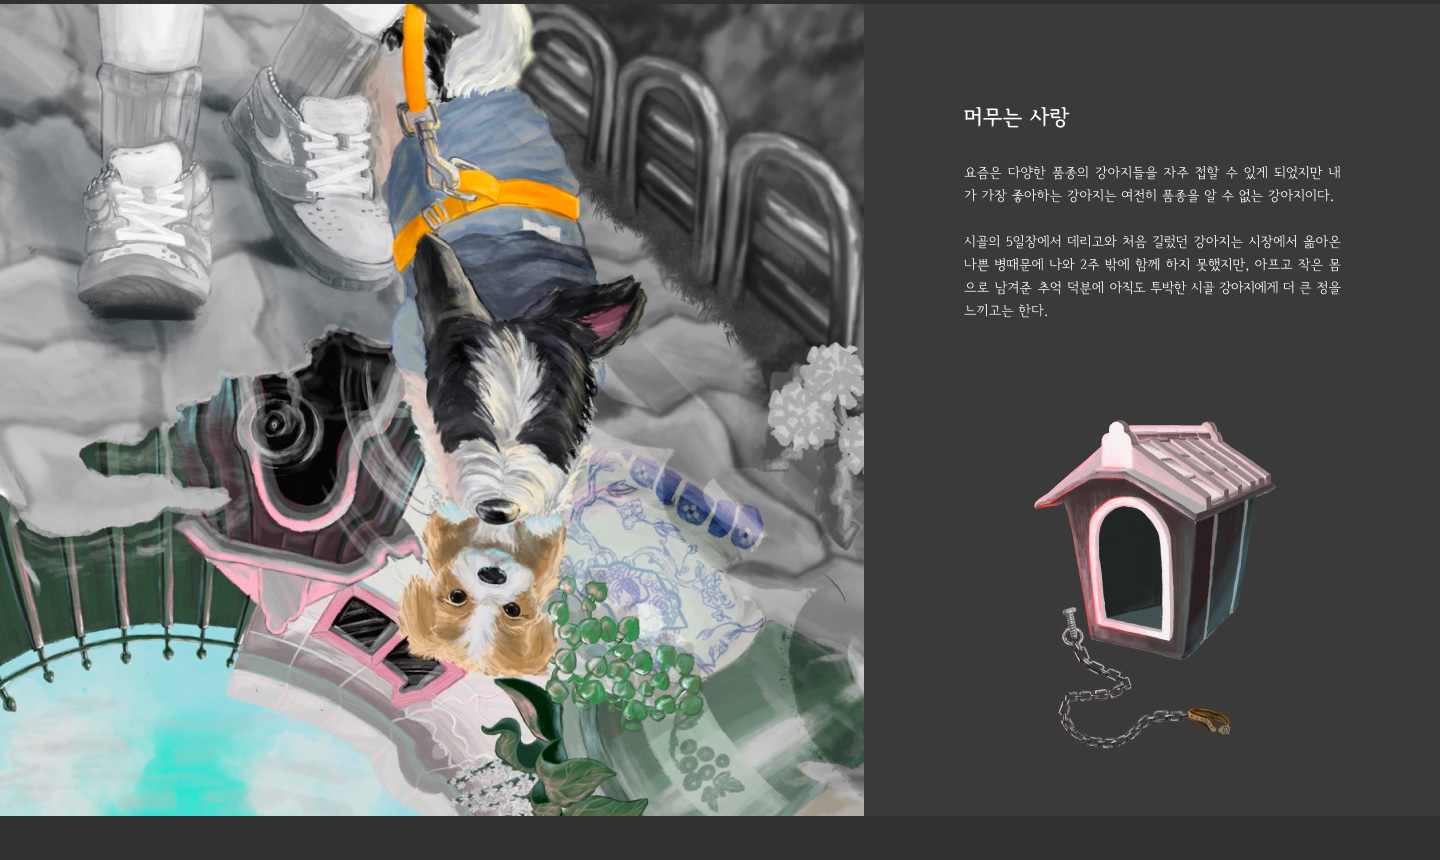 머무는 사랑
요즘은 다양한 품종의 강아지들을 자주 접할 수 있게 되었지만 내
가 가장 좋아하는 강아지는 여전히 품종을 알 수 없는 강아지이다.
시골의 5일장에서 데리고와 처음 길렀던 강아지는 시장에서 옮아온
나쁜 병때문에 나와 2주 밖에 함께 하지 못했지만, 아프고 작은 몸
으로 남겨준 추억 덕분에 아직도 투박한 시골 강아지에게 더 큰 정을
느끼고는 한다.